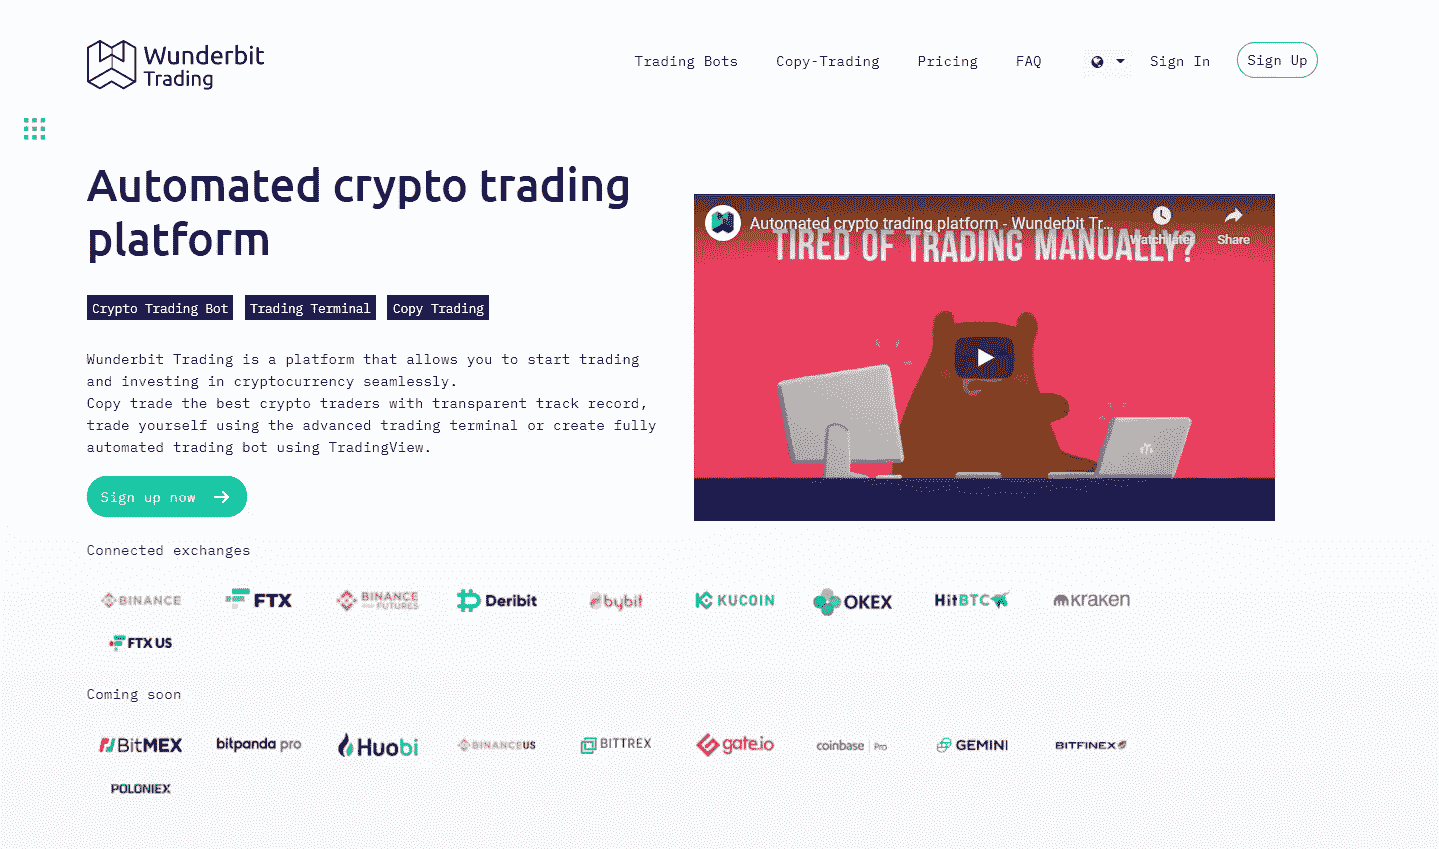 Wunderbit
Trading
Trading Bots
Copy-Trading
Pricing
FAQ
Sign In
Sign Up
Automated crypto trading
platform
Crypto Trading Bot
Trading Terminal
Copy Trading
Wunderbit Trading is a platform that allows you to start trading
and investing in cryptocurrency seamlessly.
Copy trade the best crypto traders with transparent track record,
trade yourself using the advanced trading terminal or create fully
automated trading bot using TradingView.
Sign up now
Automated crypto trading platform - Wunderbit Tr...
Watch later
Share
TIRED OF TRADING MANUALLY?
Connected exchanges
BINANCE
FTX
BINANCE
FUTURES
Deribit
bybit
KUCOIN
OKEX
HitBTC
kraken
FTX US
Coming soon
BitMEX
bitpanda pro
Huobi
BINANCEUS
BITTREX
gate.io
coinbase Pro
GEMINI
BITFINEX
POLONIEX